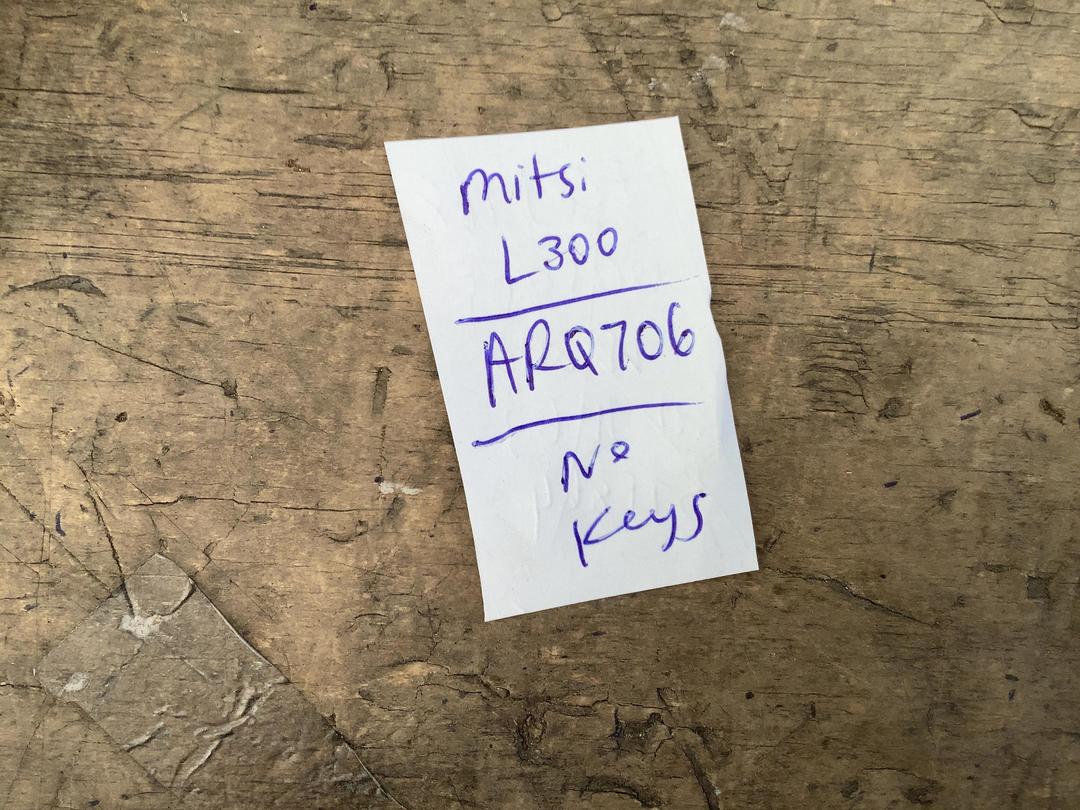 mitsi
L300
ARQ706
No
Keys